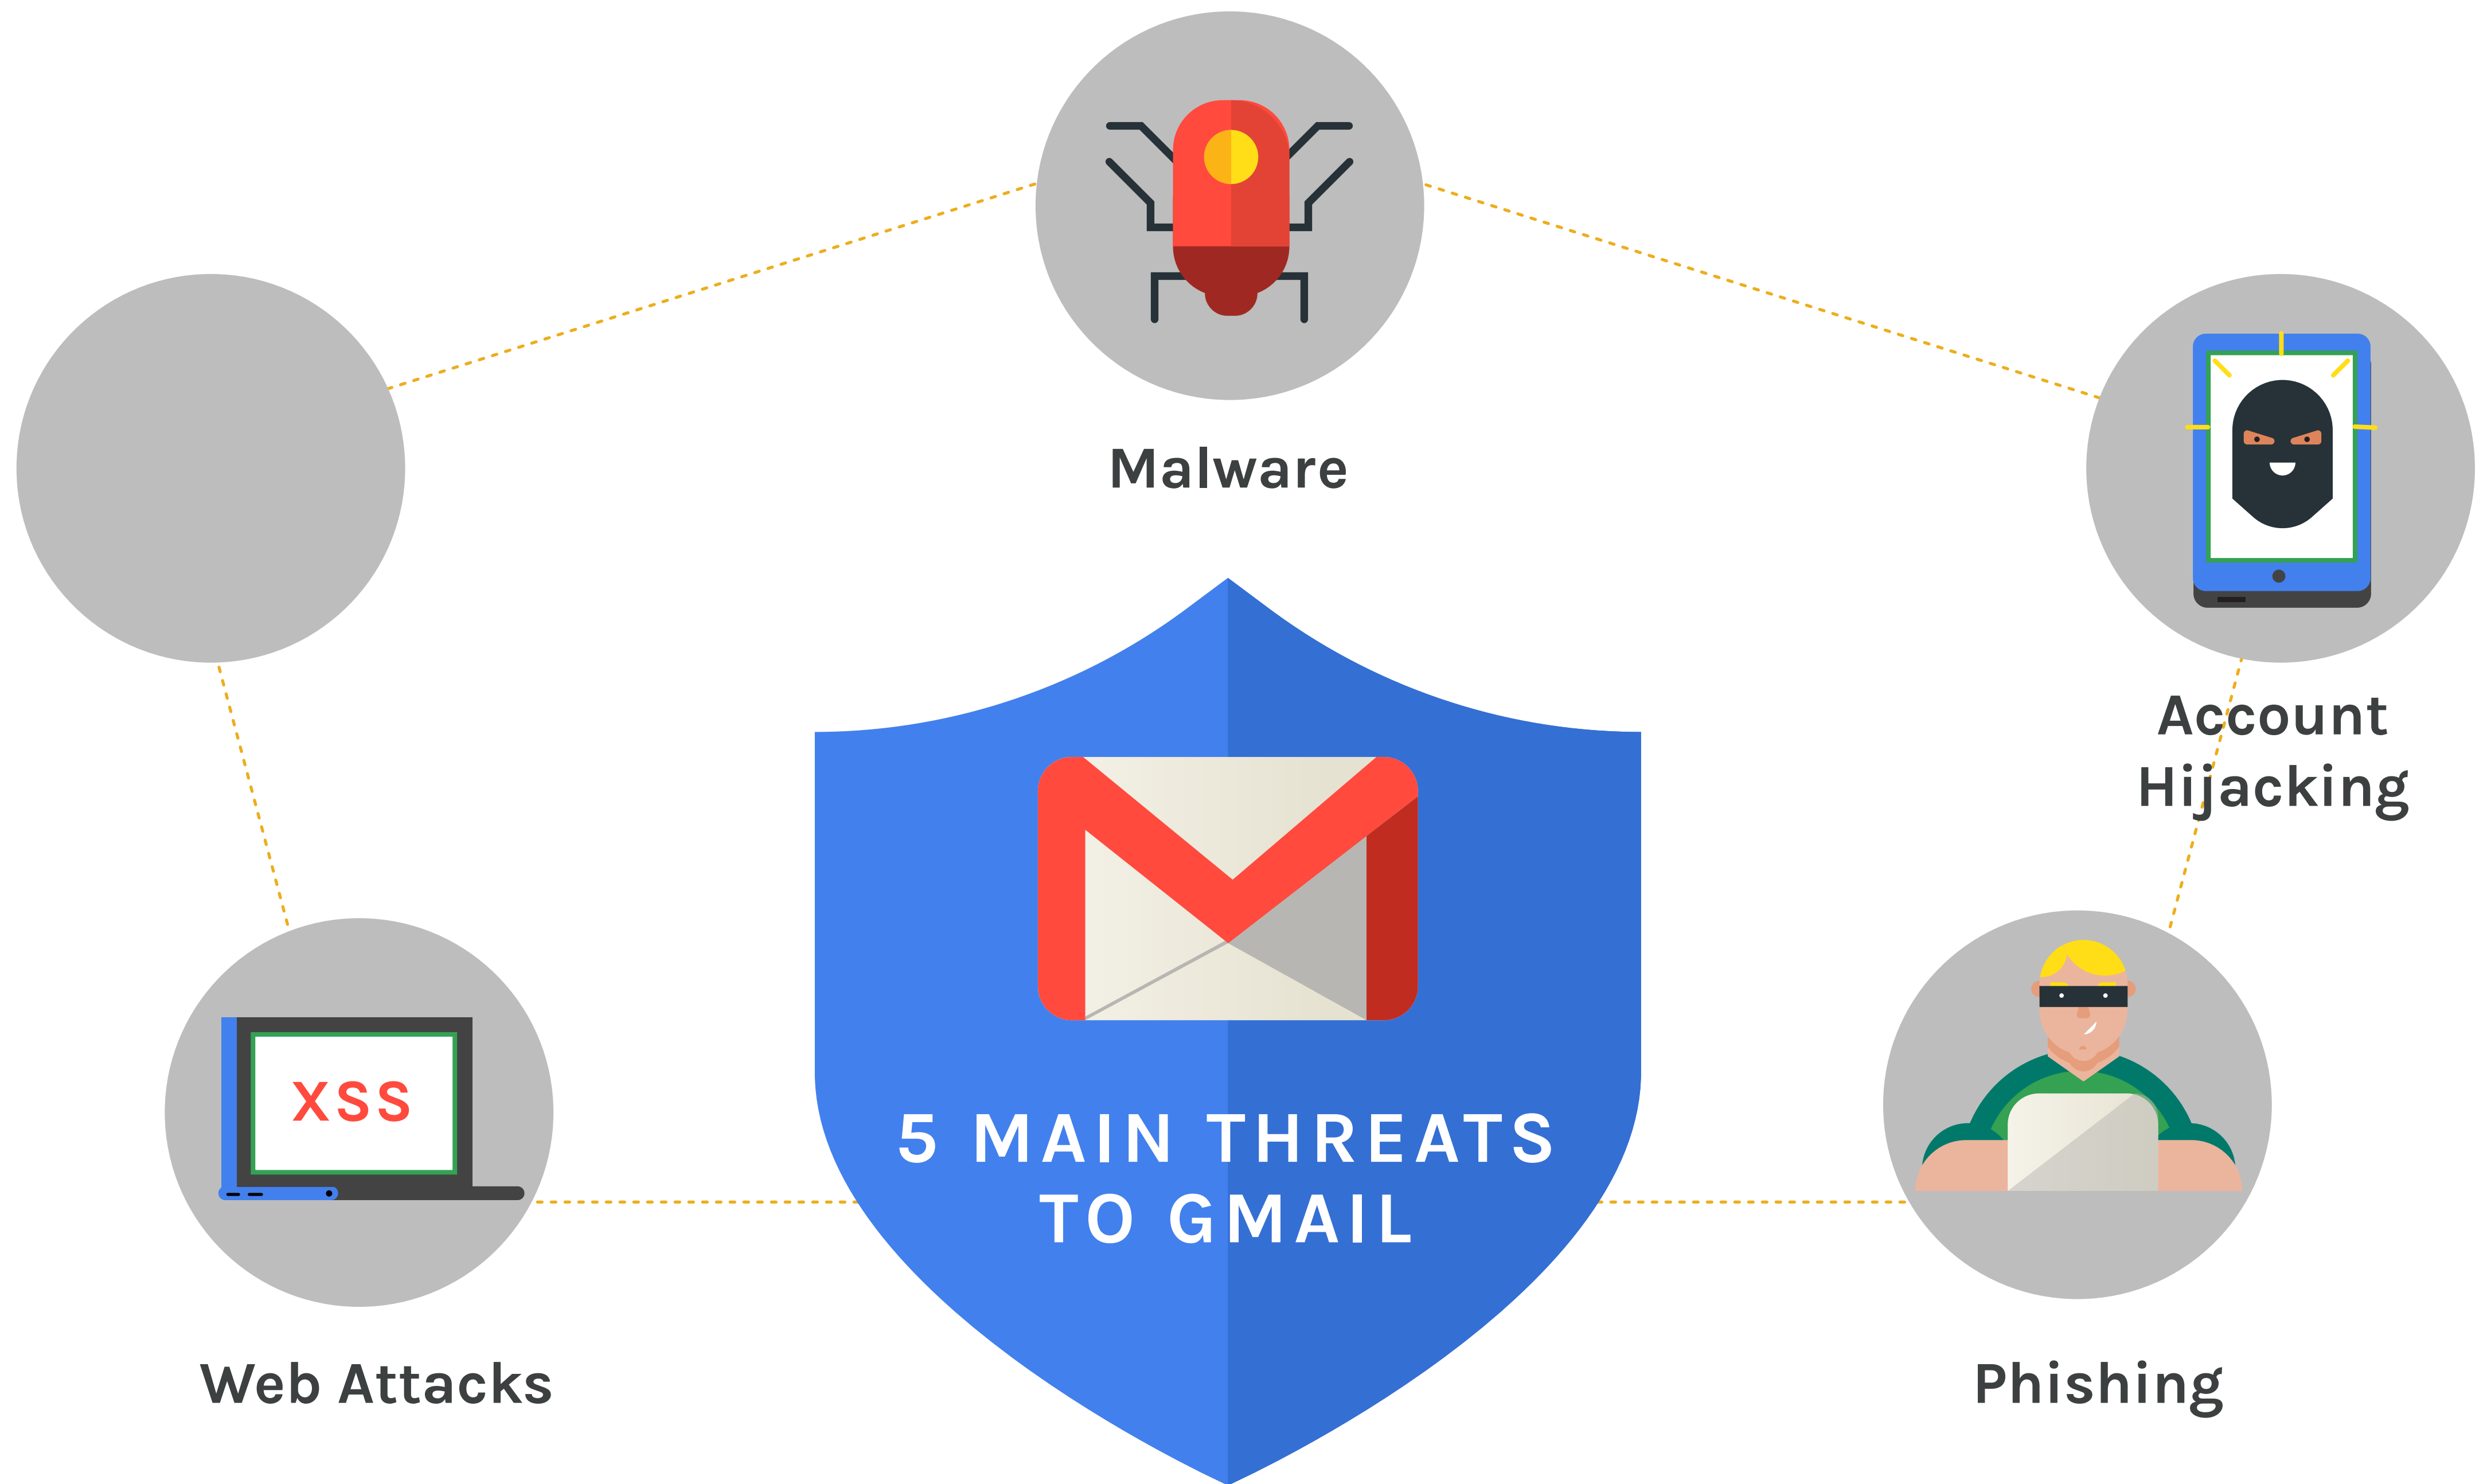 Malware
Account
Hijacking
XSS
5 MAIN THREATS
TO GMAIL
Web Attacks
Phishing